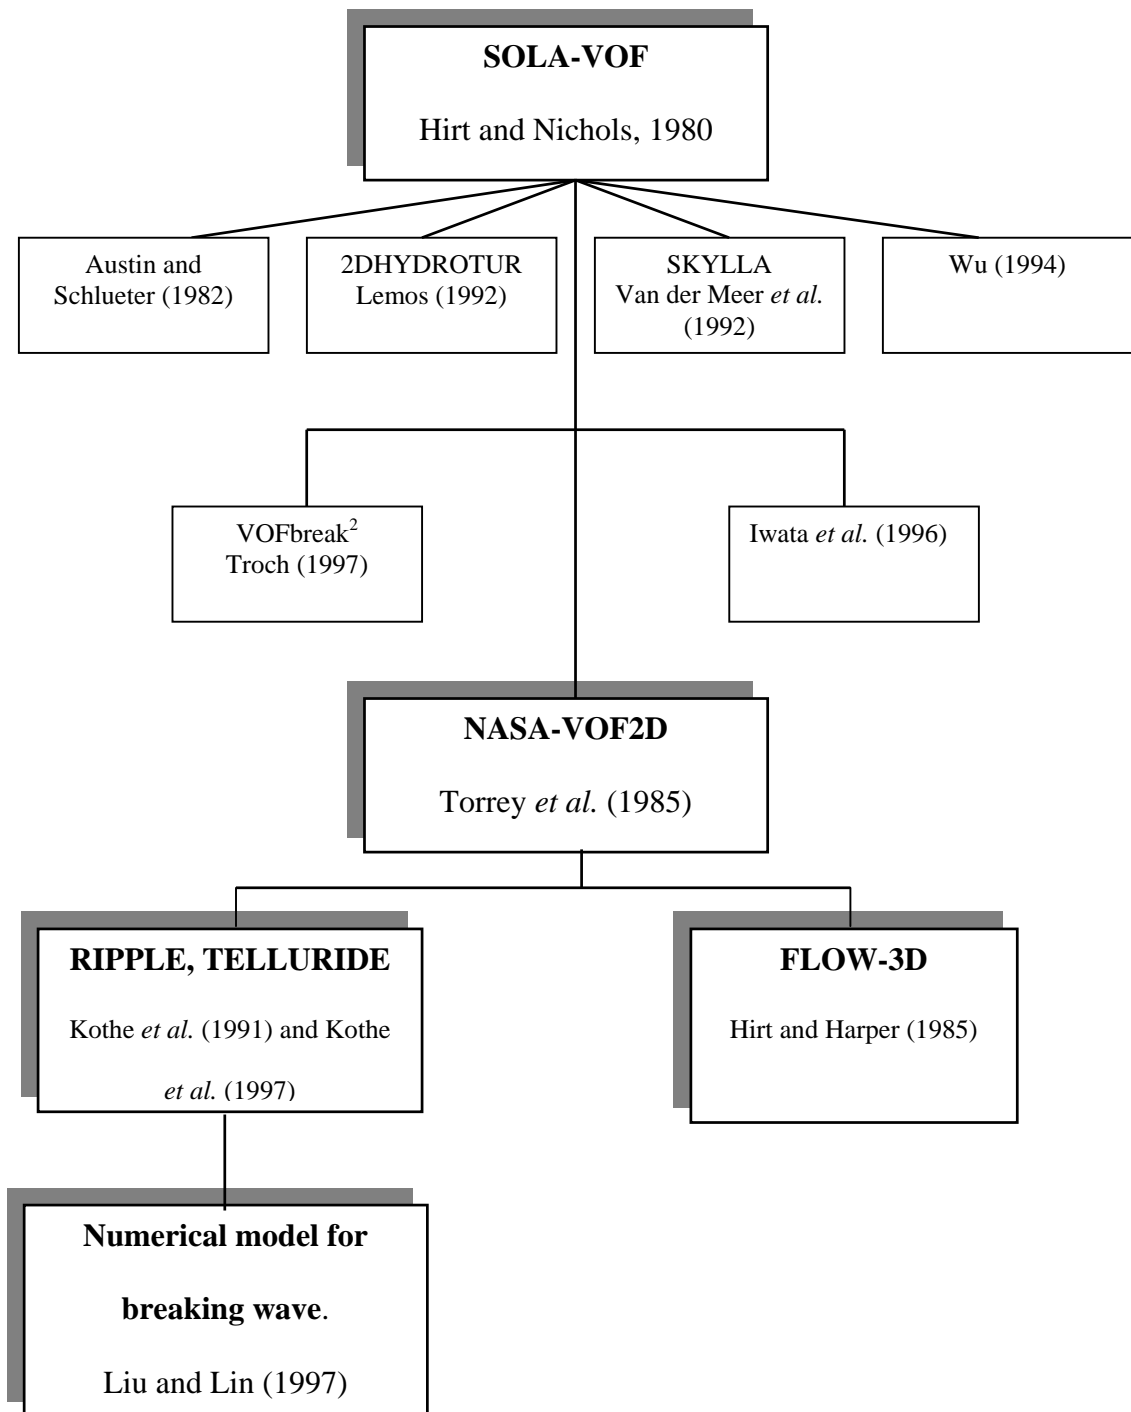 SOLA-VOF
Hirt and Nichols, 1980
Austin and
Schlueter (1982)
2DHYDROTUR
Lemos (1992)
SKYLLA
Van der Meer et al.
(1992)
Wu (1994)
VOFbreak²
Troch (1997)
Iwata et al. (1996)
NASA-VOF2D
Torrey et al. (1985)
RIPPLE, TELLURIDE
Kothe et al. (1991) and Kothe
et al. (1997)
FLOW-3D
Hirt and Harper (1985)
Numerical model for
breaking wave.
Liu and Lin (1997)